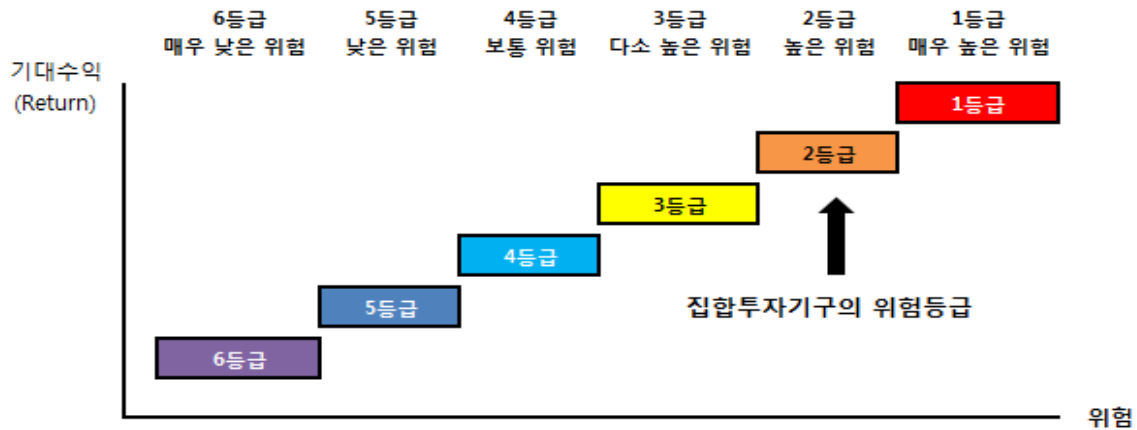 6등급 5등급 4등급 3등급 2등급 1등급
매우 낮은 위험 낮은 위험 보통 위험 다소 높은 위험 높은 위험 매우 높은 위험
기대수익
(Return)
1등급
2등급
3등급
4등급
집합투자기구의 위험등급
5등급
6등급
위험